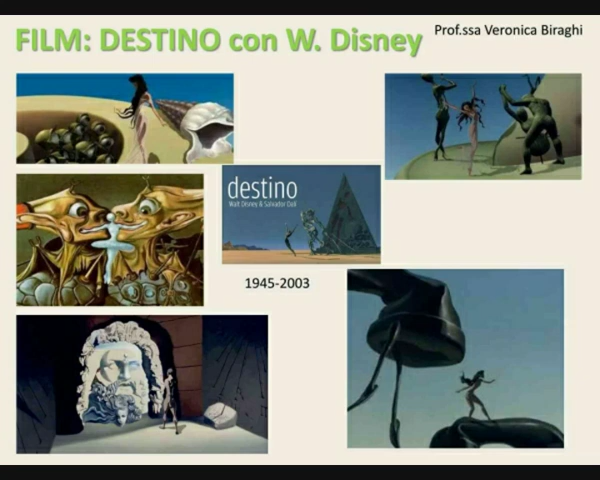 FILM: DESTINO con W. Disney
Prof.ssa Veronica Biraghi
destino
Walt Disney & Salvador Dalí
1945-2003